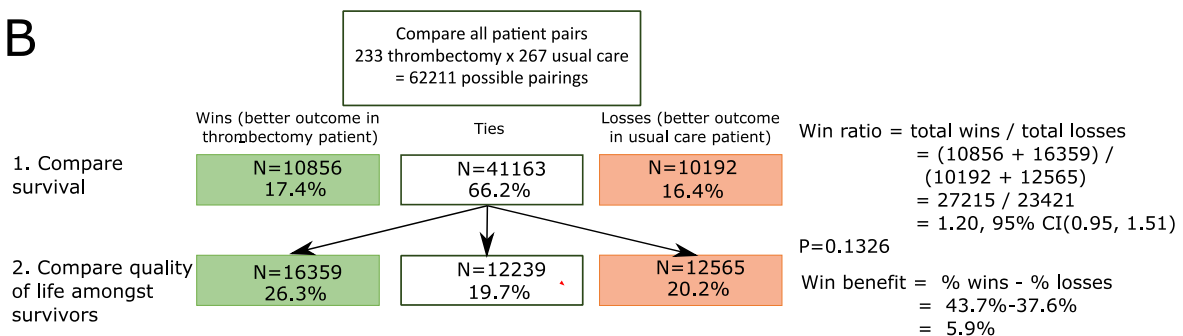 B
Compare all patient pairs
233 thrombectomy x 267 usual care
= 62211 possible pairings
Wins (better outcome in
thrombectomy patient)
Ties
Losses (better outcome
in usual care patient)
1. Compare
survival
N=10856
17.4%
N=41163
66.2%
N=10192
16.4%
2. Compare quality
of life amongst
survivors
N=16359
26.3%
N=12239
19.7%
N=12565
20.2%
Win ratio = total wins / total losses
= (10856 + 16359) /
(10192 + 12565)
= 27215 / 23421
= 1.20, 95% CI(0.95, 1.51)
P=0.1326
Win benefit = % wins - % losses
= 43.7%-37.6%
= 5.9%